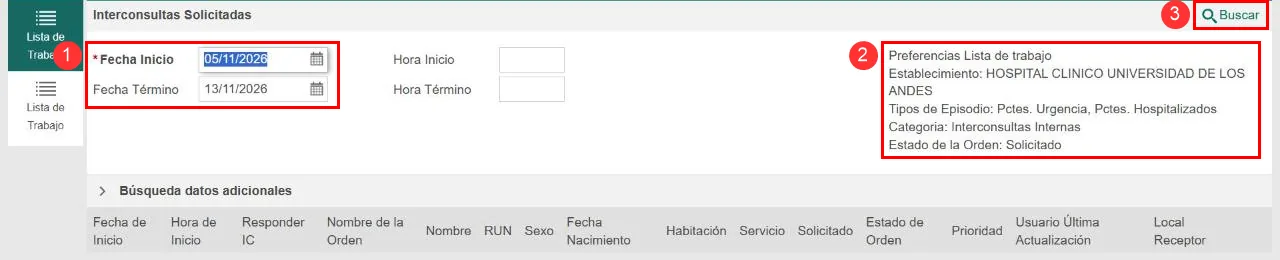 Lista de
Trabajo
Lista de
Trabajo
Interconsultas Solicitadas
3
Buscar
1
* Fecha Inicio 05/11/2026
Hora Inicio
Fecha Término 13/11/2026
Hora Término
2
Preferencias Lista de trabajo
Establecimiento: HOSPITAL CLINICO UNIVERSIDAD DE LOS
ANDES
Tipos de Episodio: Pctes. Urgencia, Pctes. Hospitalizados
Categoria: Interconsultas Internas
Estado de la Orden: Solicitado
Búsqueda datos adicionales
Fecha de
Inicio
Hora de
Inicio
Responder
IC
Nombre de la
Orden
Nombre
RUN
Sexo
Fecha
Nacimiento
Habitación
Servicio
Solicitado
Estado de
Orden
Prioridad
Usuario Última
Actualización
Local
Receptor